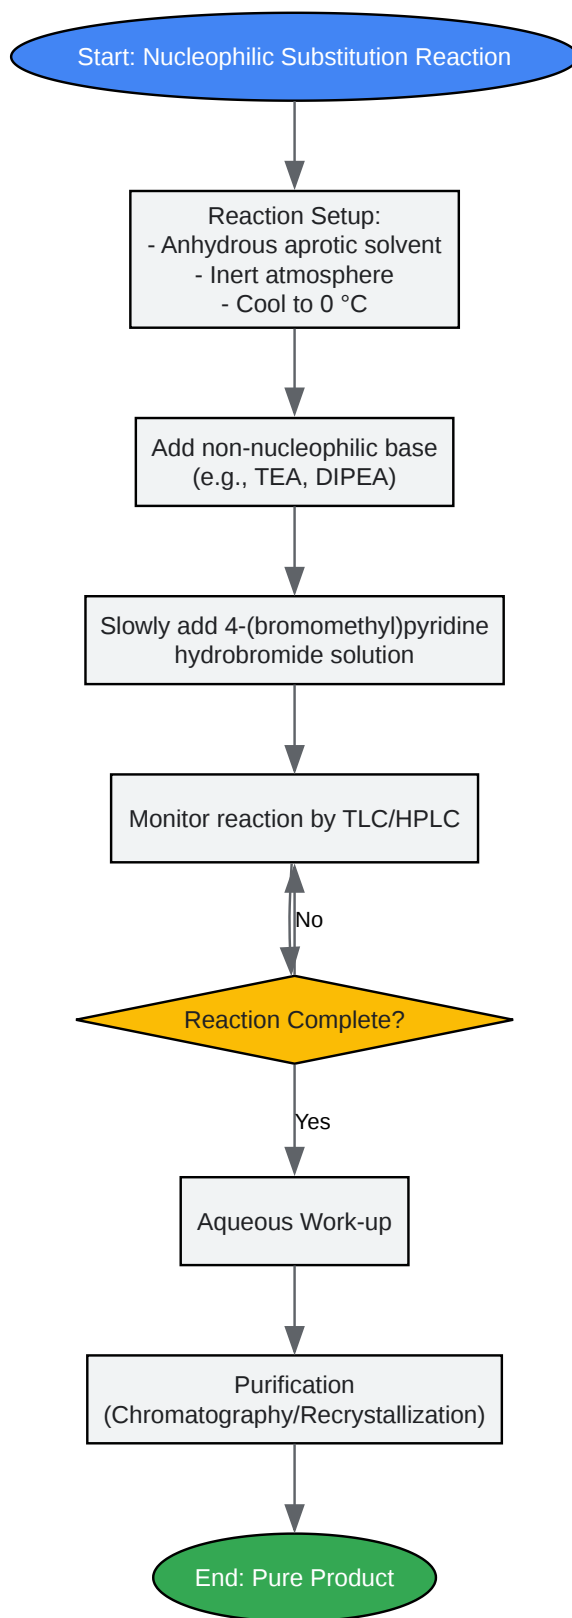 Start: Nucleophilic Substitution Reaction
Reaction Setup:
- Anhydrous aprotic solvent
- Inert atmosphere
- Cool to 0 °C
Add non-nucleophilic base
(e.g., TEA, DIPEA)
Slowly add 4-(bromomethyl)pyridine
hydrobromide solution
Monitor reaction by TLC/HPLC
No
Reaction Complete?
Yes
Aqueous Work-up
Purification
(Chromatography/Recrystallization)
End: Pure Product